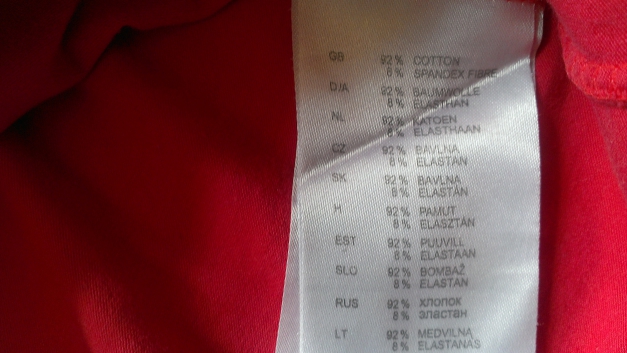 GB 92% COTTON
8% SPANDEX FIBRE
D/A 92% BAUMWOLLE
8% ELASTHAN
NL 92% KATOEN
8% ELASTHAAN
CZ 92% BAVLNA
8% ELASTAN
SK 92% BAVLNA
8% ELASTÁN
H 92% PAMUT
8% ELASZTÁN
EST 92% PUUVILL
8% ELASTAAN
SLO 92% BOMBAŽ
8% ELASTAN
RUS 92% хлопок
8% эластан
LT 92% MEDVILNĖ
8% ELASTANAS